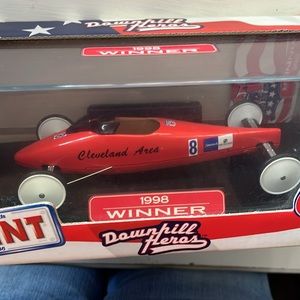 Downhill
Heros
1998
WINNER
Cleveland Area
8
NT
1998
WINNER
Downhill
Heros